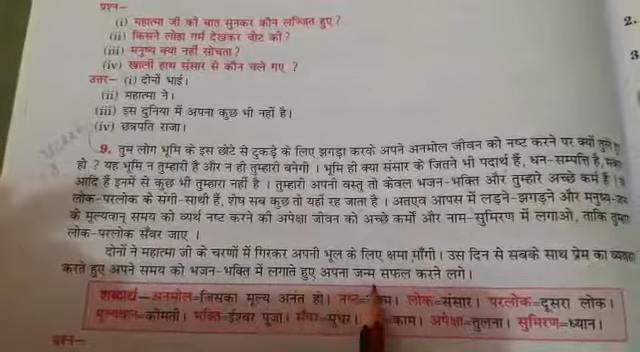 प्रश्न—
(i) महात्मा जी की बात सुनकर कौन लज्जित हुए?
(ii) किसने लोहा गर्म देखकर चोट की?
(iii) मनुष्य क्या नहीं सोचता?
(iv) खाली हाथ संसार से कौन चले गए ?
उत्तर— (i) दोनों भाई।
(ii) महात्मा ने।
(iii) इस दुनिया में अपना कुछ भी नहीं है।
(iv) छत्रपति राजा।
9. तुम लोग भूमि के इस छोटे से टुकड़े के लिए झगड़ा करके अपने अनमोल जीवन को नष्ट करने पर क्यों तुले हुए
हो ? यह भूमि न तुम्हारी है और न ही तुम्हारी बनेगी । भूमि ही क्या संसार के जितने भी पदार्थ हैं, धन-सम्पत्ति है,
आदि हैं इनमें से कुछ भी तुम्हारा नहीं है । तुम्हारी अपनी वस्तु तो केवल भजन-भक्ति और तुम्हारे अच्छे कर्म हैं।
लोक-परलोक के संगी-साथी हैं, शेष सब कुछ तो यहीं रह जाता है । अतएव आपस में लड़ने-झगड़ने और मनुष्य-जन्म
के मूल्यवान् समय को व्यर्थ नष्ट करने की अपेक्षा जीवन को अच्छे कर्मों और नाम-सुमिरण में लगाओ, ताकि तुम्हारा
लोक-परलोक सँवर जाए ।
दोनों ने महात्मा जी के चरणों में गिरकर अपनी भूल के लिए क्षमा माँगी। उस दिन से सबके साथ प्रेम का व्यवहार
करते हुए अपने समय को भजन-भक्ति में लगाते हुए अपना जन्म सफल करने लगे।
शब्दार्थ—अनमोल=जिसका मूल्य अनंत हो। नष्ट= लोक=संसार। परलोक=दूसरा लोक।
मूल्यवान=कीमती। भक्ति=ईश्वर पूजा। सँवर=सुधर। =काम। अपेक्षा=तुलना। सुमिरण=ध्यान।
प्रश्न—
2.
3